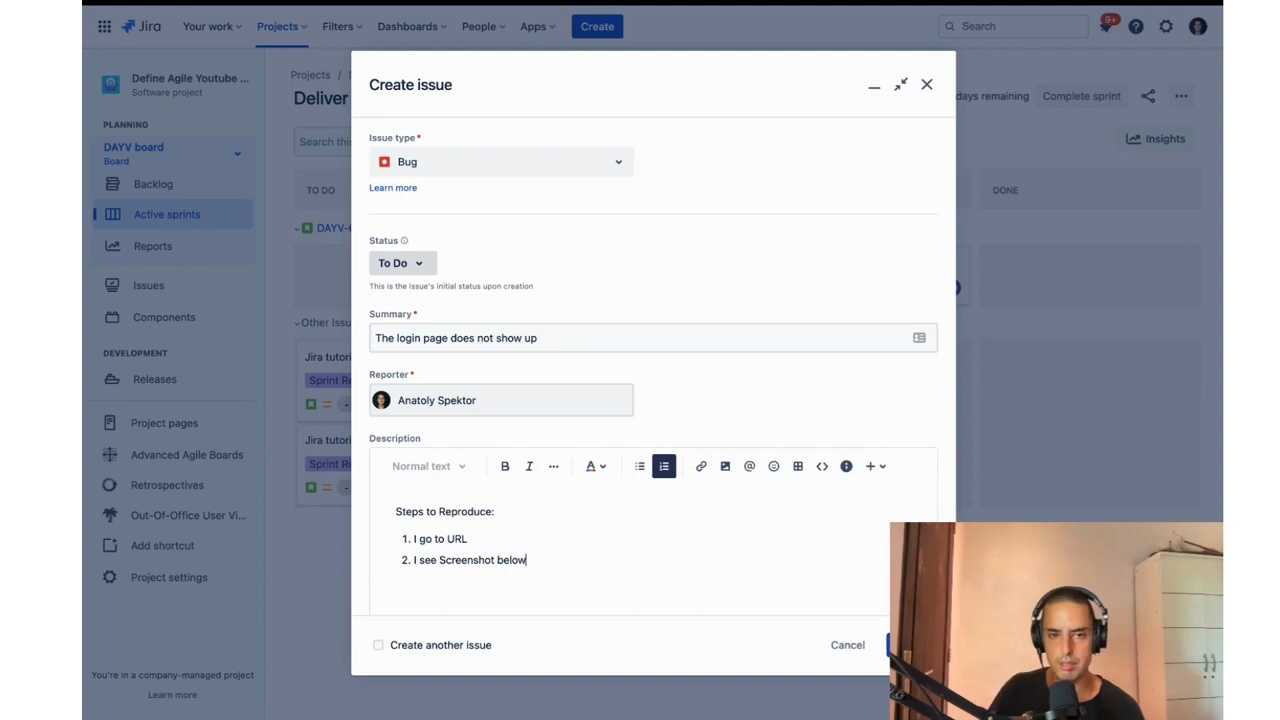 Jira
Your work
Projects
Filters
Dashboards
People
Apps
Create
Search
9+
Define Agile Youtube ...
Software project
Projects /
Deliver
days remaining
Complete sprint
PLANNING
DAYV board
Board
Search this
Insights
Backlog
Active sprints
Reports
TO DO
DONE
DAYV-
Issues
Components
Other Issu
DEVELOPMENT
Releases
Jira tutori
Sprint Re
Project pages
Jira tutori
Advanced Agile Boards
Sprint Re
Retrospectives
Out-Of-Office User Vi...
Add shortcut
Project settings
You're in a company-managed project
Learn more
Create issue
Issue type *
Bug
Learn more
Status
To Do
This is the issue's initial status upon creation
Summary *
The login page does not show up
Reporter *
Anatoly Spektor
Description
Normal text
B I ... A
Steps to Reproduce:
1. I go to URL
2. I see Screenshot below
Create another issue
Cancel